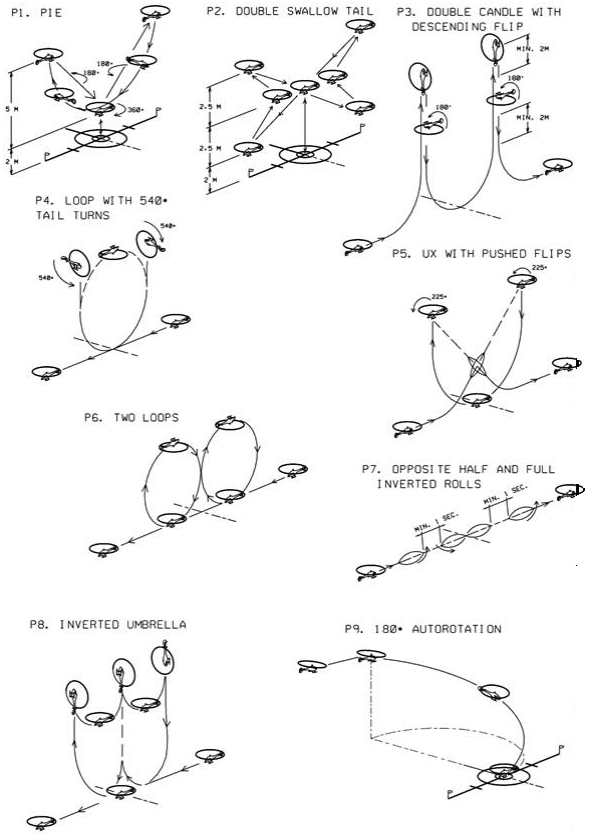 P1. PIE
180°
180°
360°
5 M
2 M
P
P
P2. DOUBLE SWALLOW TAIL
2.5 M
2.5 M
2 M
P
P
P3. DOUBLE CANDLE WITH
DESCENDING FLIP
MIN. 2M
180°
180°
MIN. 2M
P4. LOOP WITH 540°
TAIL TURNS
540°
540°
P5. UX WITH PUSHED FLIPS
225°
225°
P6. TWO LOOPS
P7. OPPOSITE HALF AND FULL
INVERTED ROLLS
MIN. 1 SEC.
MIN. 1 SEC.
P8. INVERTED UMBRELLA
P9. 180° AUTOROTATION
P
P